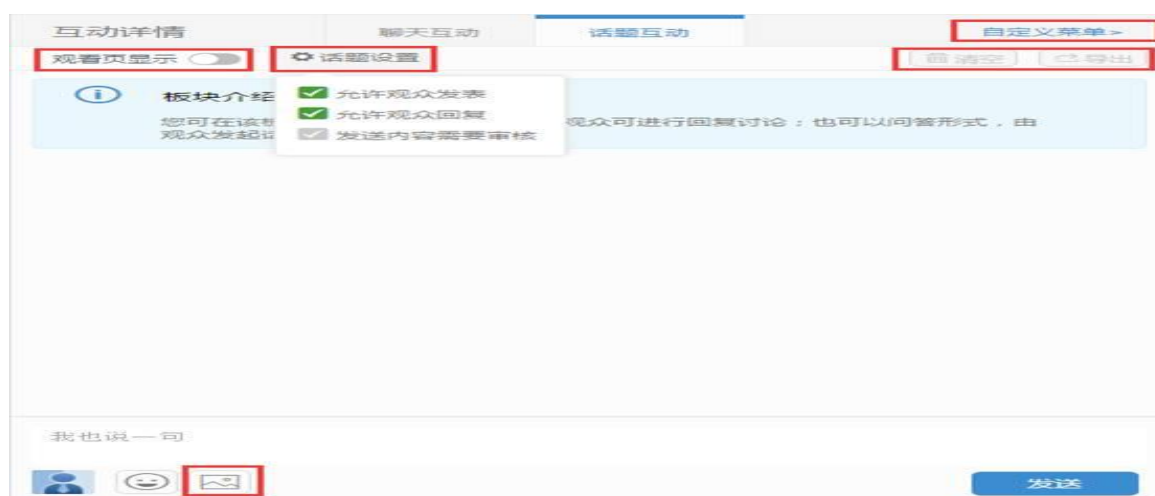 互动详情
聊天互动
话题互动
自定义菜单>
观看页显示
话题设置
清空
导出
板块介绍
允许观众发表
允许观众回复
发送内容需要审核
您可在该
观众可进行回复讨论；也可以问答形式，由
观众发起
我也说一句
发送